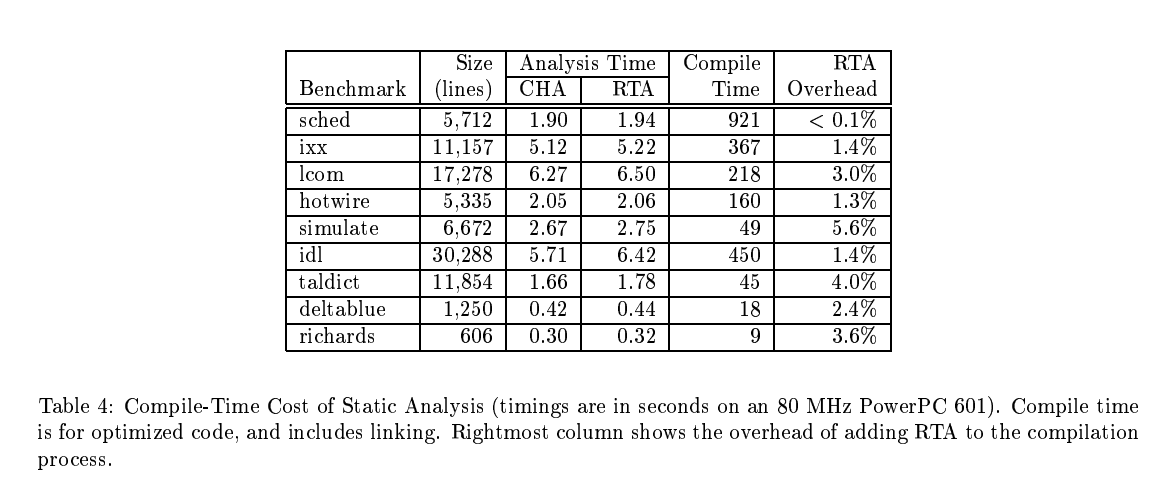 Size Analysis Time Compile RTA
Benchmark (lines) CHA RTA Time Overhead
sched 5,712 1.90 1.94 921 < 0.1%
ixx 11,157 5.12 5.22 367 1.4%
lcom 17,278 6.27 6.50 218 3.0%
hotwire 5,335 2.05 2.06 160 1.3%
simulate 6,672 2.67 2.75 49 5.6%
idl 30,288 5.71 6.42 450 1.4%
taldict 11,854 1.66 1.78 45 4.0%
deltablue 1,250 0.42 0.44 18 2.4%
richards 606 0.30 0.32 9 3.6%
Table 4: Compile-Time Cost of Static Analysis (timings are in seconds on an 80 MHz PowerPC 601). Compile time
is for optimized code, and includes linking. Rightmost column shows the overhead of adding RTA to the compilation
process.